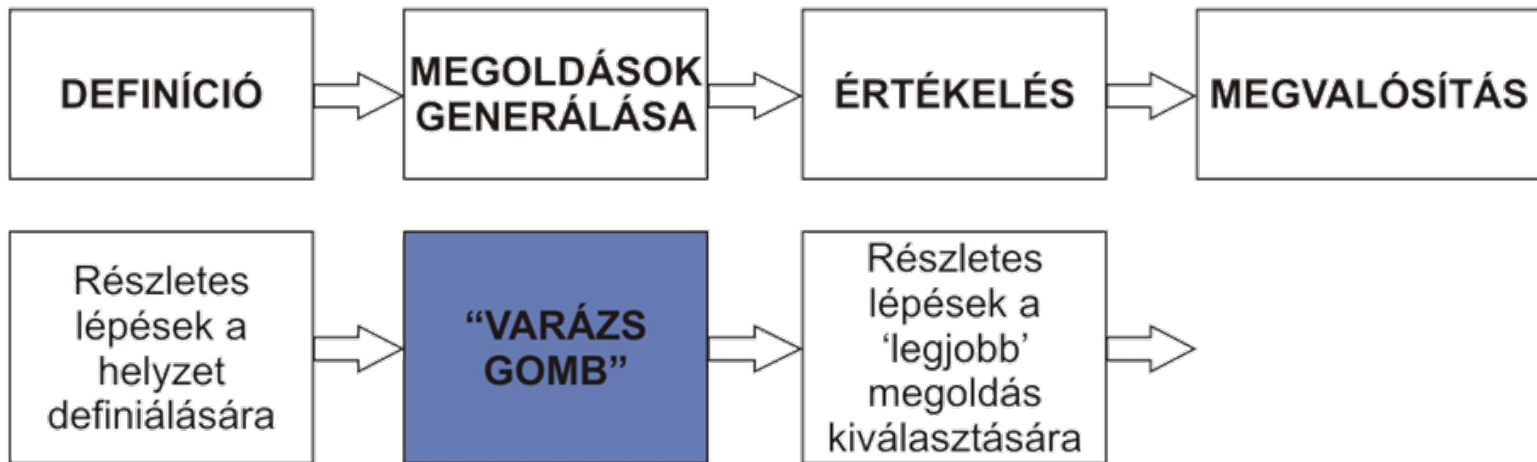 DEFINÍCIÓ
MEGOLDÁSOK
GENERÁLÁSA
ÉRTÉKELÉS
MEGVALÓSÍTÁS
Részletes
lépések a
helyzet
definiálására
“VARÁZS
GOMB”
Részletes
lépések a
‘legjobb’
megoldás
kiválasztására